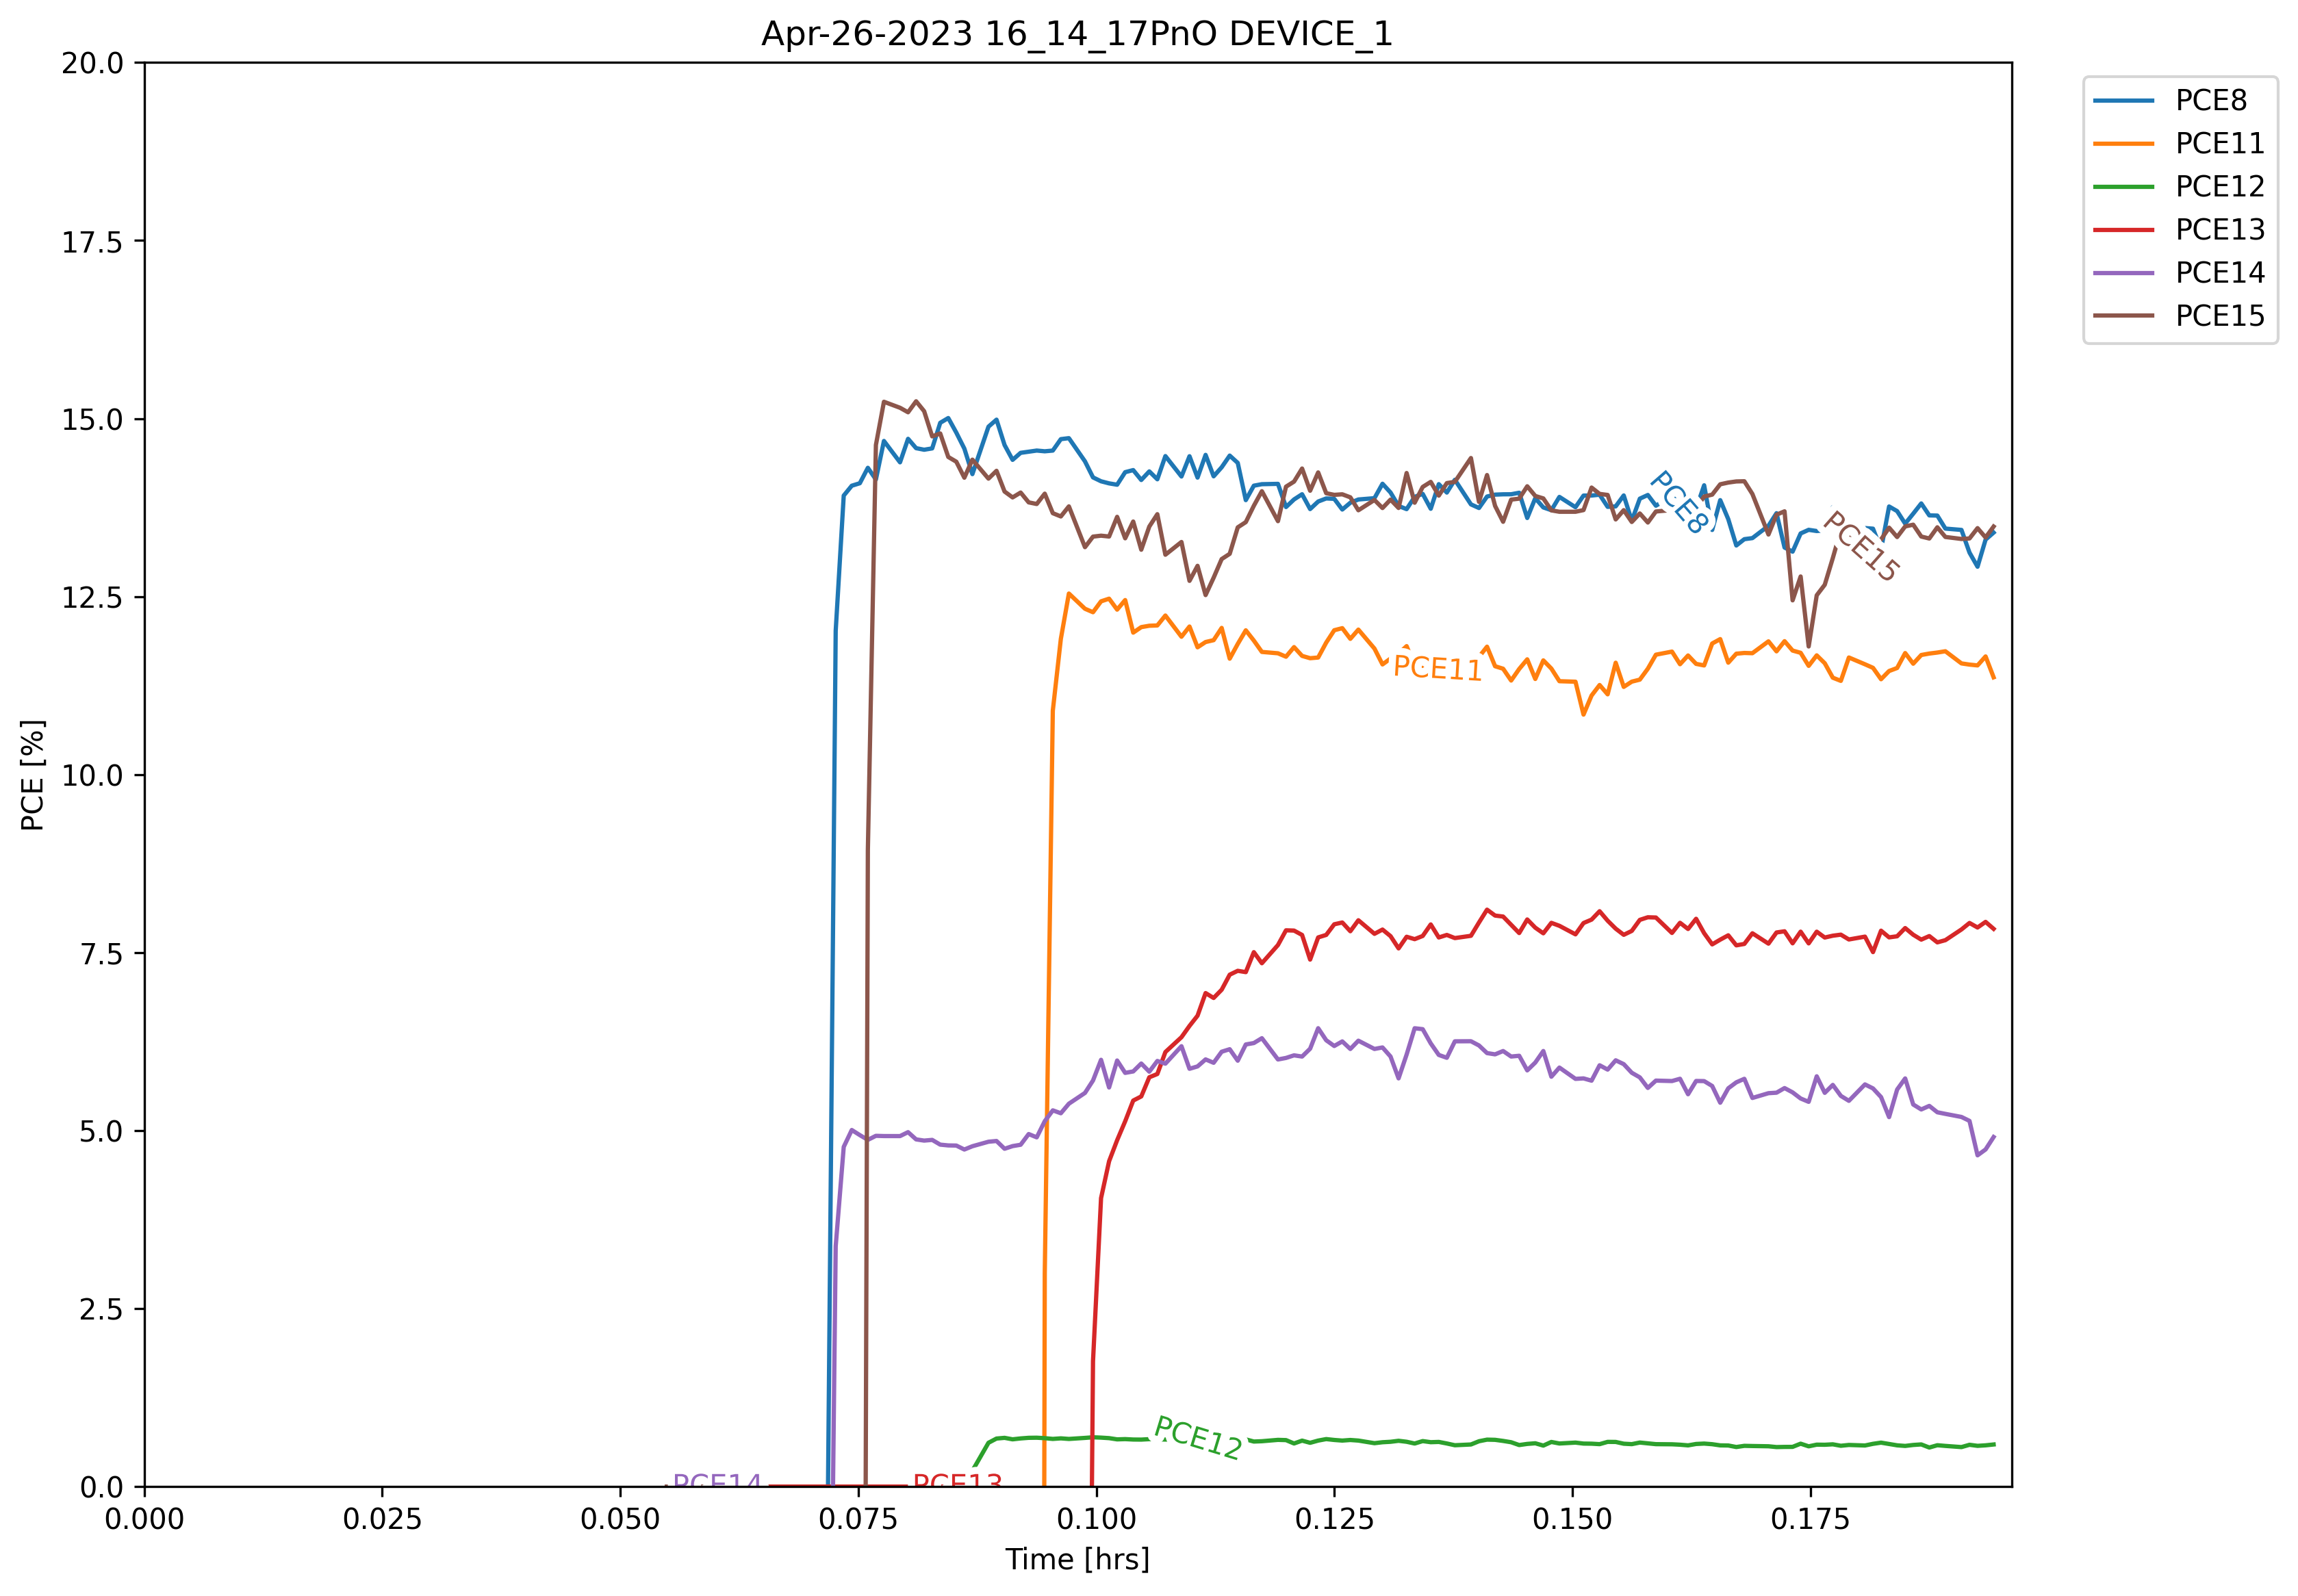 Apr-26-2023 16_14_17PnO DEVICE_1
20.0
17.5
15.0
12.5
10.0
7.5
5.0
2.5
0.0
PCE [%]
0.000
0.025
0.050
0.075
0.100
0.125
0.150
0.175
Time [hrs]
PCE8
PCE15
PCE11
PCE12
PCE14
PCE13
PCE8
PCE11
PCE12
PCE13
PCE14
PCE15